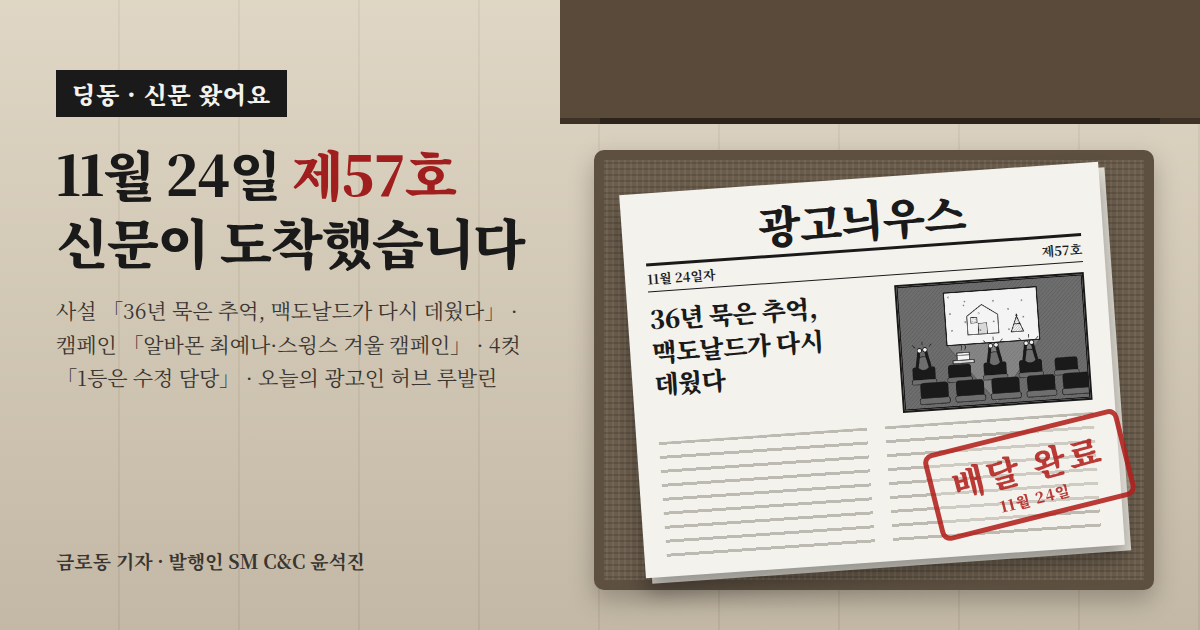 딩동 · 신문 왔어요
11월 24일 제57호
신문이 도착했습니다
사설 「36년 묵은 추억, 맥도날드가 다시 데웠다」 ·
캠페인 「알바몬 최예나·스윙스 겨울 캠페인」 · 4컷
「1등은 수정 담당」 · 오늘의 광고인 허브 루발린
금로동 기자 · 발행인 SM C&C 윤석진
광고늬우스
11월 24일자
제57호
36년 묵은 추억,
맥도날드가 다시
데웠다
배달 완료
11월 24일